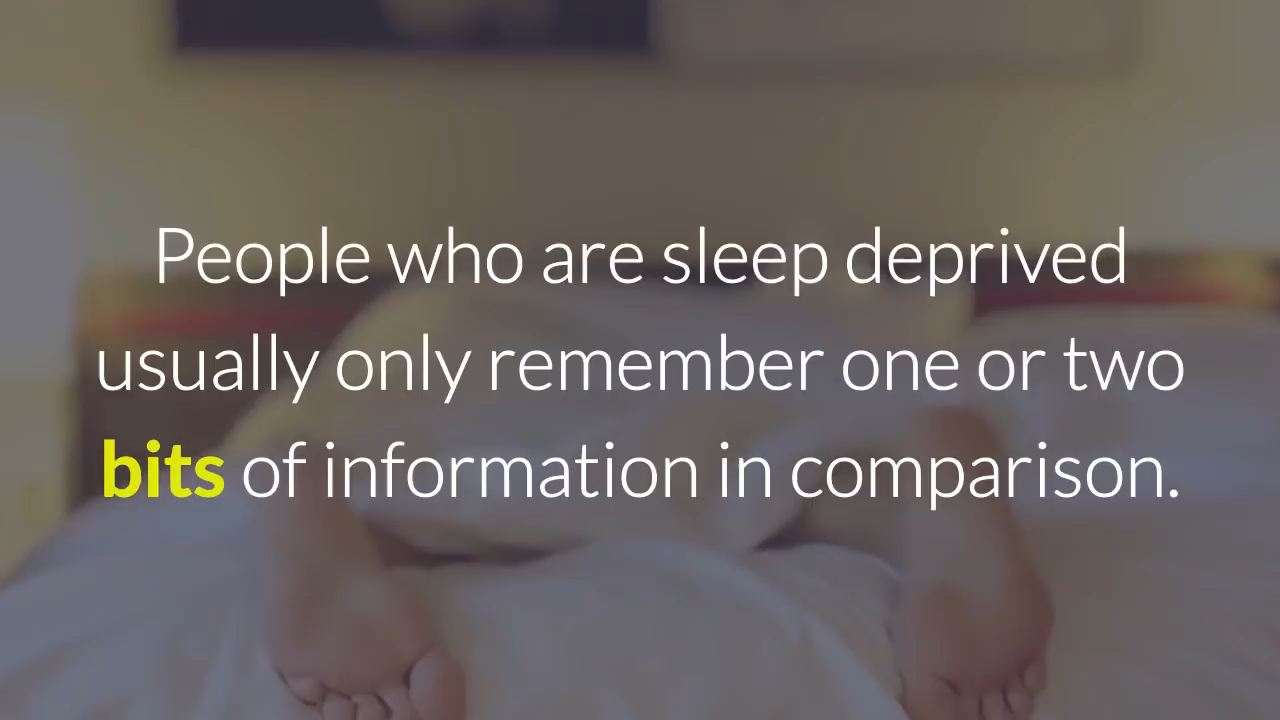 People who are sleep deprived
usually only remember one or two
bits of information in comparison.